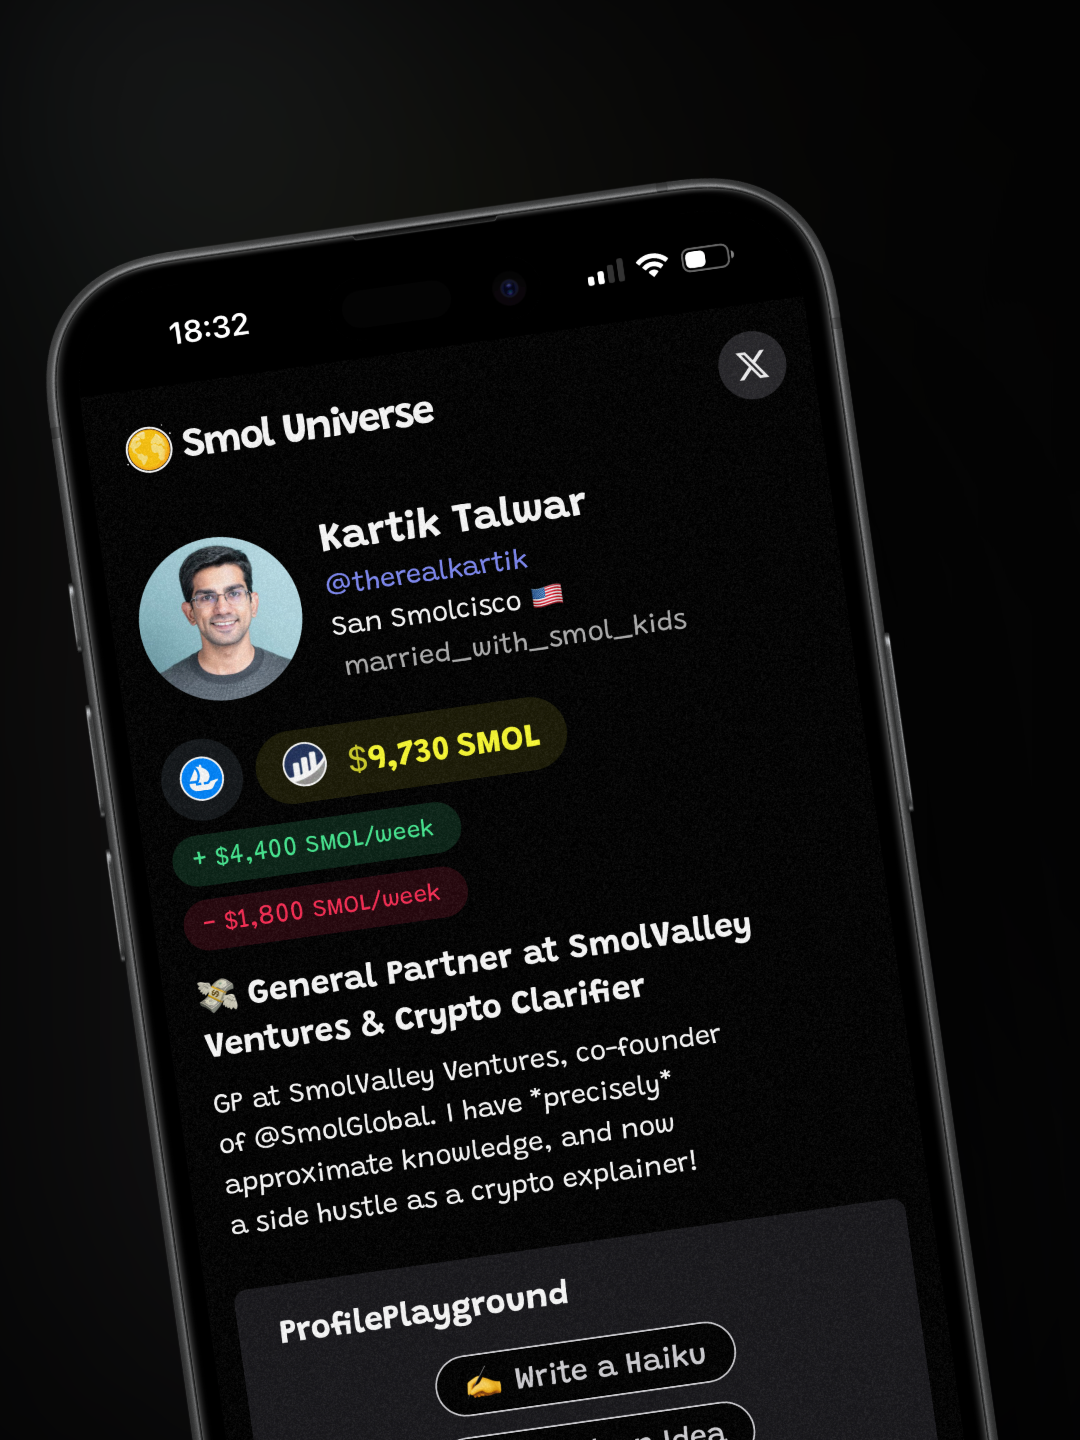 18:32
Smol Universe
Kartik Talwar
@therealkartik
San Smolcisco 🇺🇸
married_with_smol_kids
$9,730 SMOL
+ $4,400 SMOL/week
- $1,800 SMOL/week
💸 General Partner at SmolValley
Ventures & Crypto Clarifier
GP at SmolValley Ventures, co-founder
of @SmolGlobal. I have *precisely*
approximate knowledge, and now
a side hustle as a crypto explainer!
ProfilePlayground
✍️ Write a Haiku
Idea